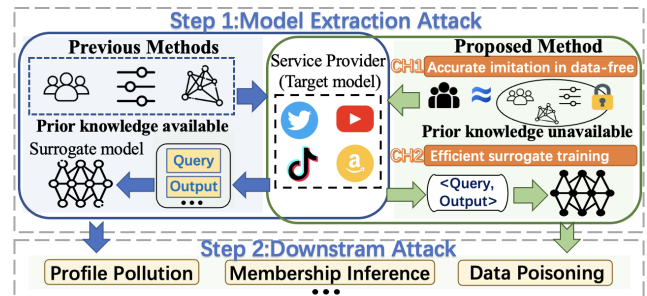 Step 1:Model Extraction Attack
Previous Methods
Prior knowledge available
Surrogate model
Query
Output
Service Provider
(Target model)
Proposed Method
CH1 Accurate imitation in data-free
Prior knowledge unavailable
CH2 Efficient surrogate training
<Query,
Output>
Step 2:Downstram Attack
Profile Pollution
Membership Inference
Data Poisoning